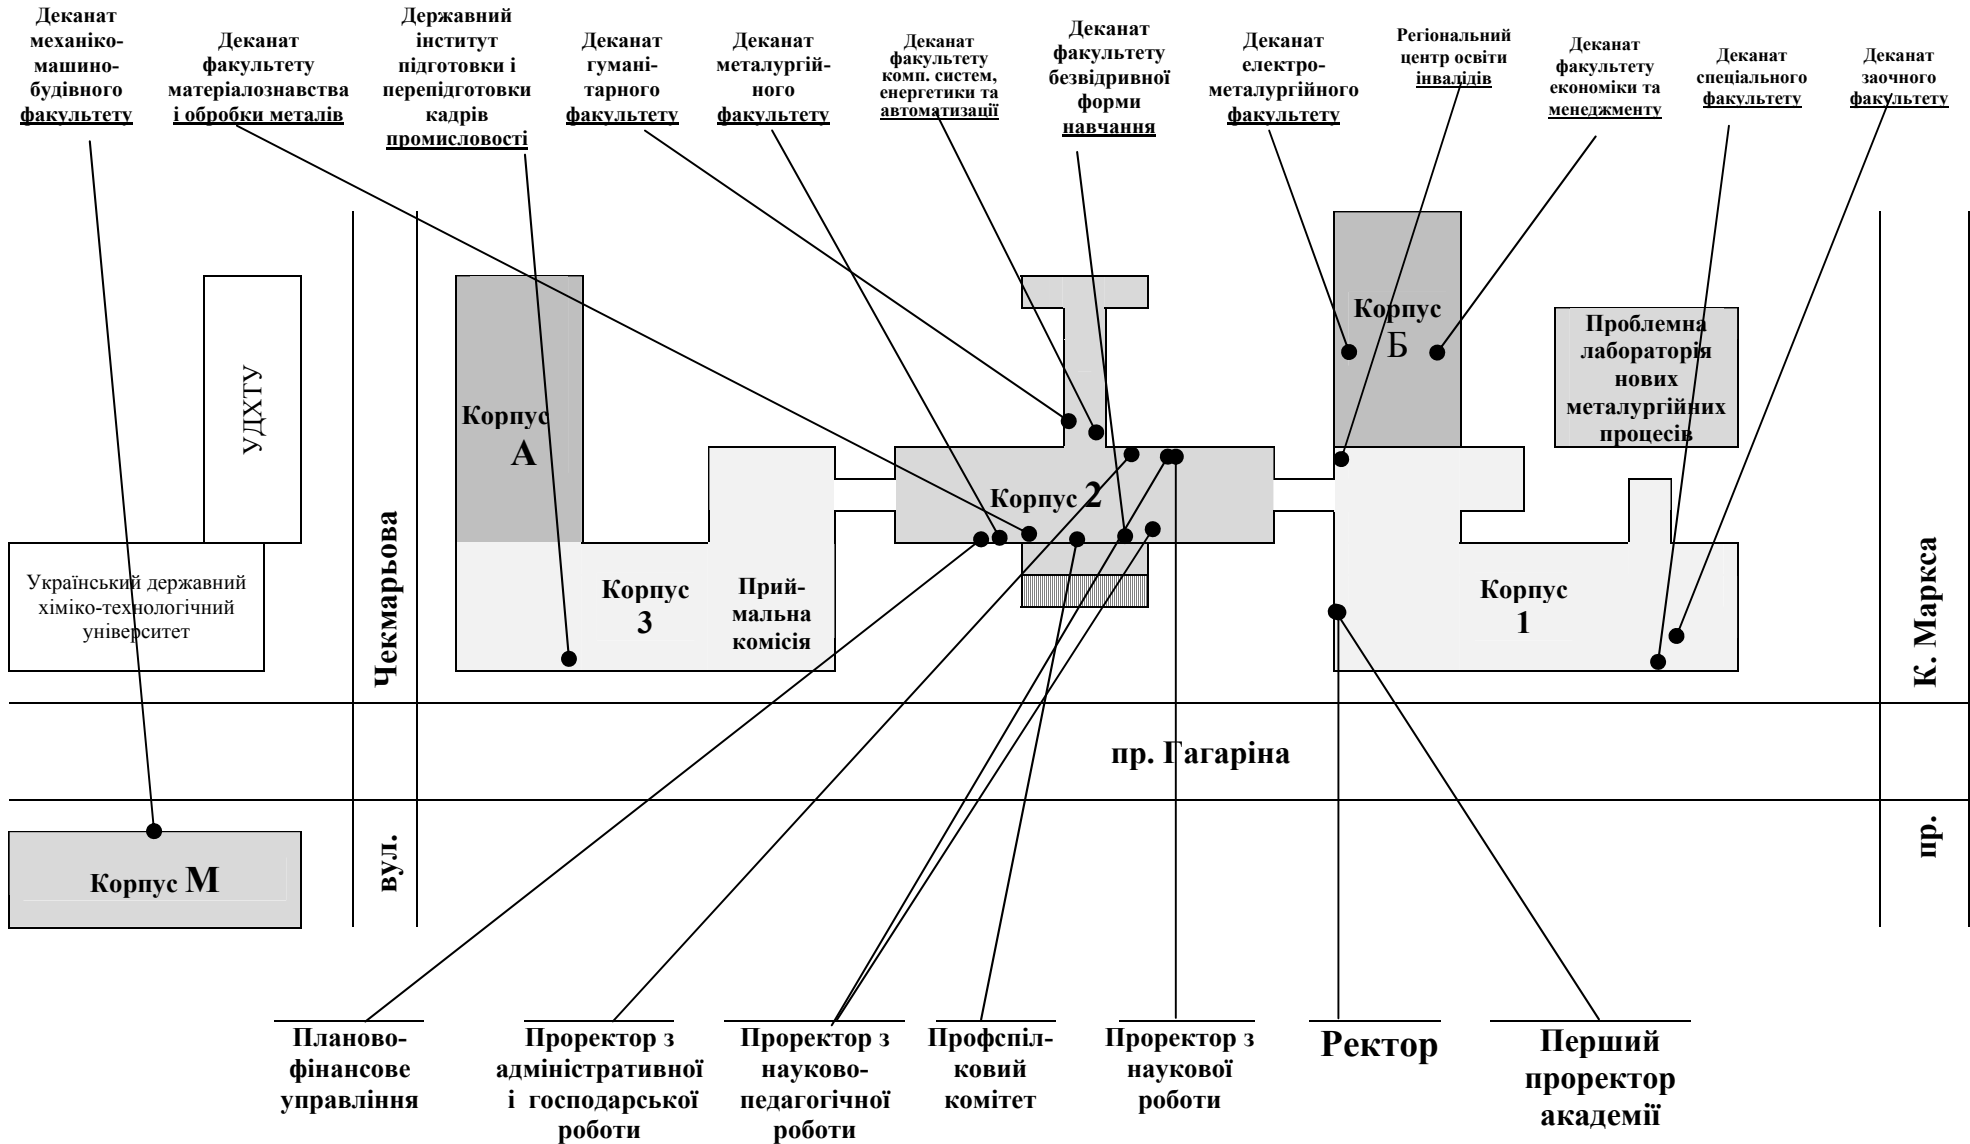 Деканат
механіко-
машино-
будівного
факультету
Деканат
факультету
матеріалознавства
і обробки металів
Державний
інститут
підготовки і
перепідготовки
кадрів
промисловості
Деканат
гумані-
тарного
факультету
Деканат
металургій-
ного
факультету
Деканат
факультету
комп. систем,
енергетики та
автоматизації
Деканат
факультету
безвідривної
форми
навчання
Деканат
електро-
металургійного
факультету
Регіональний
центр освіти
інвалідів
Деканат
факультету
економіки та
менеджменту
Деканат
спеціального
факультету
Деканат
заочного
факультету
УДХТУ
Український державний
хіміко-технологічний
університет
Чекмарьова
вул.
Корпус
А
Корпус
3
Прий-
мальна
комісія
Корпус 2
Корпус
Б
Проблемна
лабораторія
нових
металургійних
процесів
Корпус
1
К. Маркса
пр.
пр. Гагаріна
Корпус М
Планово-
фінансове
управління
Проректор з
адміністративної
і господарської
роботи
Проректор з
науково-
педагогічної
роботи
Профспіл-
ковий
комітет
Проректор з
наукової
роботи
Ректор
Перший
проректор
академії